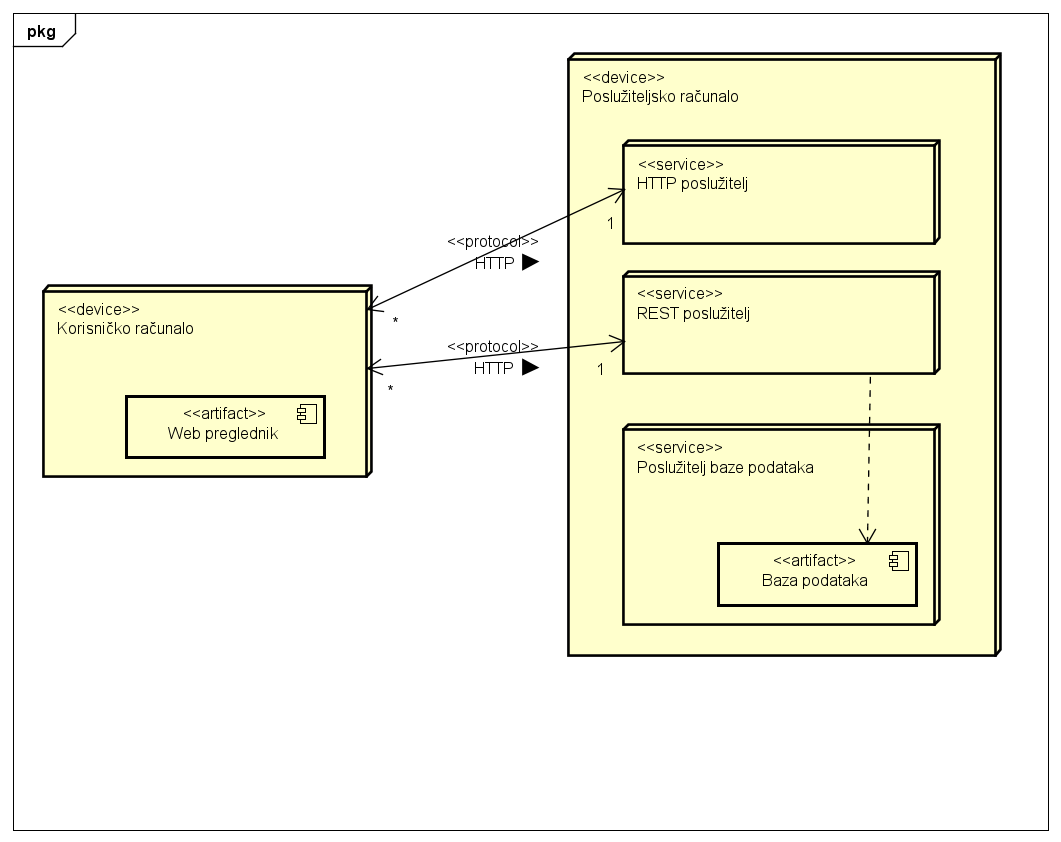 pkg
<<device>>
Poslužiteljsko računalo
<<service>>
HTTP poslužitelj
1
<<protocol>>
HTTP
*
<<service>>
REST poslužitelj
<<device>>
Korisničko računalo
<<protocol>>
HTTP
1
*
<<artifact>>
Web preglednik
<<service>>
Poslužitelj baze podataka
<<artifact>>
Baza podataka